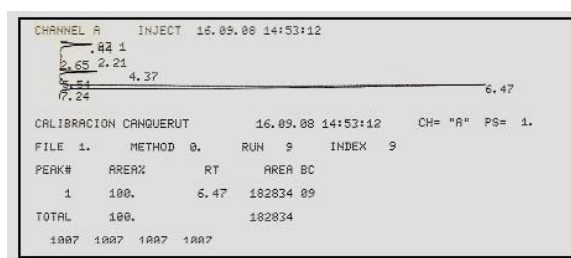 CHANNEL A INJECT 16.09.08 14:53:12
1
2.65 2.21
4.37
6.47
5.54
7.24
CALIBRACION CANQUERUT 16.09.08 14:53:12 CH= "A" PS= 1.
FILE 1. METHOD 0. RUN 9 INDEX 9
PEAK# AREA% RT AREA BC
1 100. 6.47 182834 09
TOTAL 100. 182834
1007 1007 1007 1007